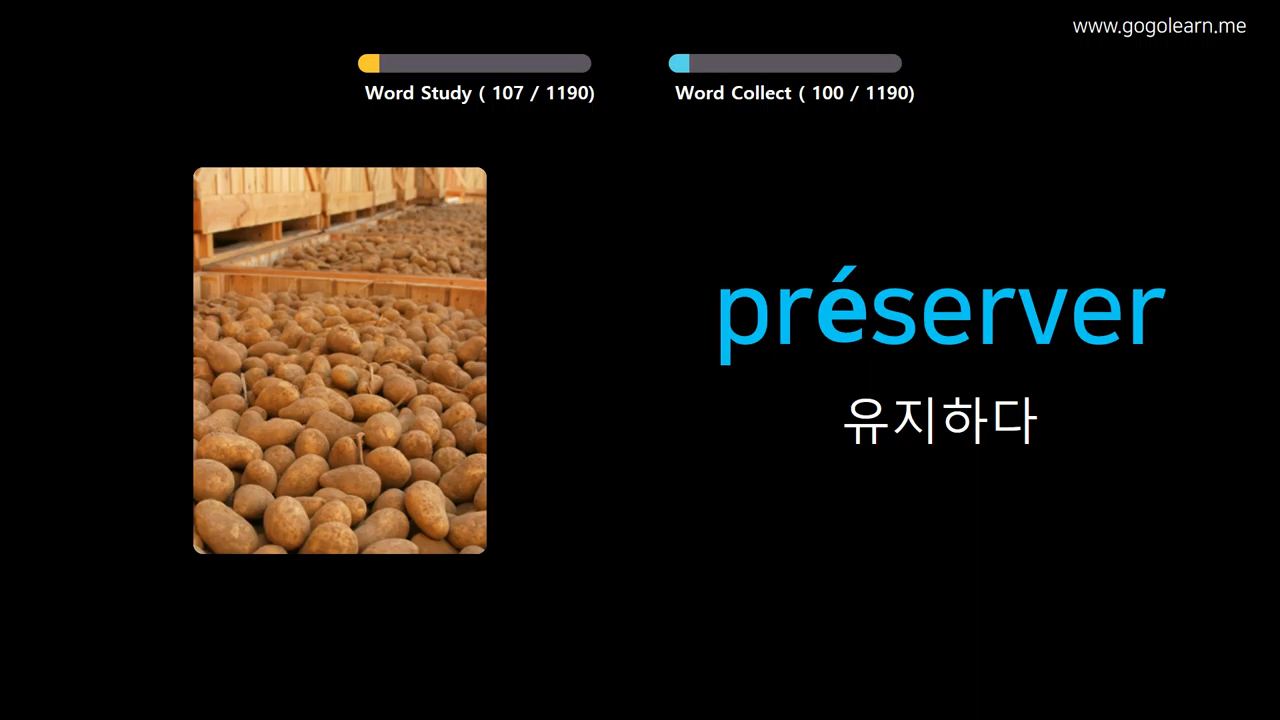 www.gogolearn.me
Word Study ( 107 / 1190)
Word Collect ( 100 / 1190)
préserver
유지하다